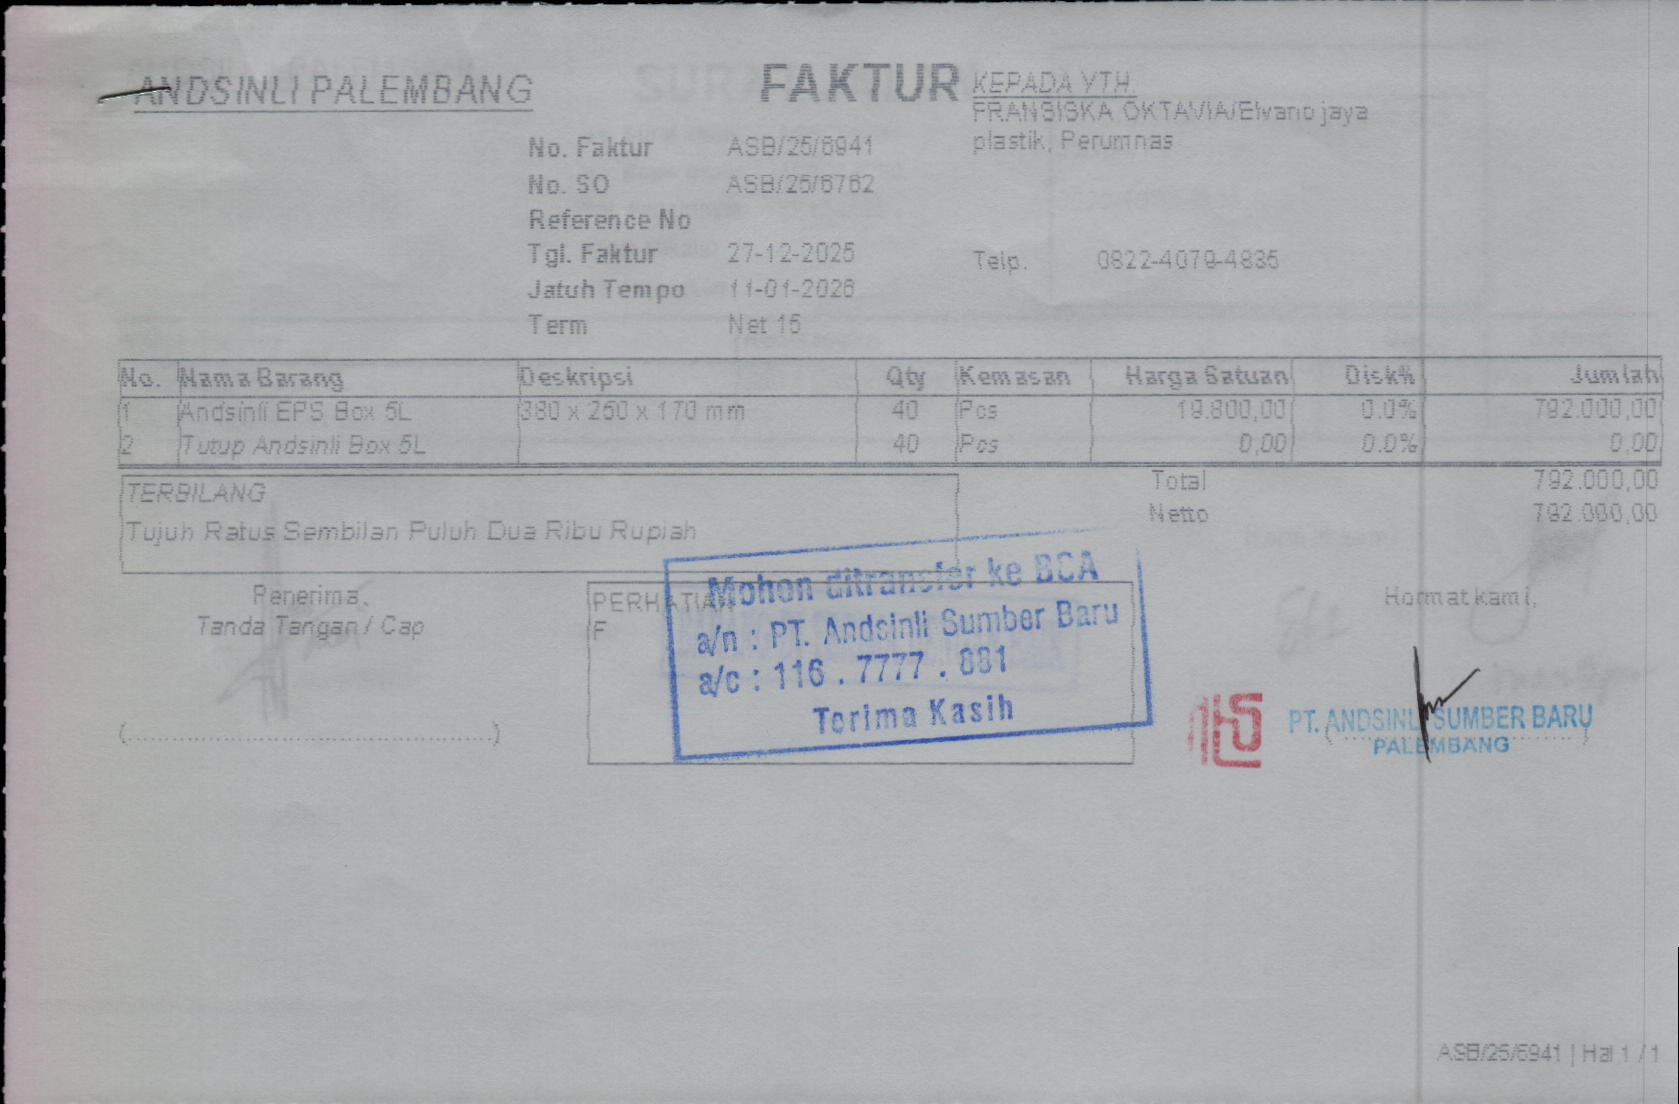 ANDSINLI PALEMBANG
FAKTUR
KEPADA YTH.
FRANSISKA OKTAVIA/Elvano jaya
plastik, Perumnas
No. Faktur ASB/25/6941
No. SO ASB/25/6762
Reference No
Tgl. Faktur 27-12-2025
Telp. 0822-4079-4835
Jatuh Tempo 11-01-2026
Term Net 15
No. Nama Barang Deskripsi Qty Kemasan Harga Satuan Disk% Jumlah
1 Andsinli EPS Box 5L 380 x 250 x 170 mm 40 Pcs 19.800,00 0.0% 792.000,00
2 Tutup Andsinli Box 5L 40 Pcs 0,00 0.0% 0,00
TERBILANG
Tujuh Ratus Sembilan Puluh Dua Ribu Rupiah
Total 792.000,00
Netto 792.000,00
Penerima,
Tanda Tangan / Cap
(....................................................)
PERHATIAN
F
Mohon ditransfer ke BCA
a/n : PT. Andsinli Sumber Baru
a/c : 116 . 7777 . 881
Terima Kasih
Hormat kami,
PT. ANDSINLI SUMBER BARU
PALEMBANG
ASB/25/6941 | Hal 1 / 1